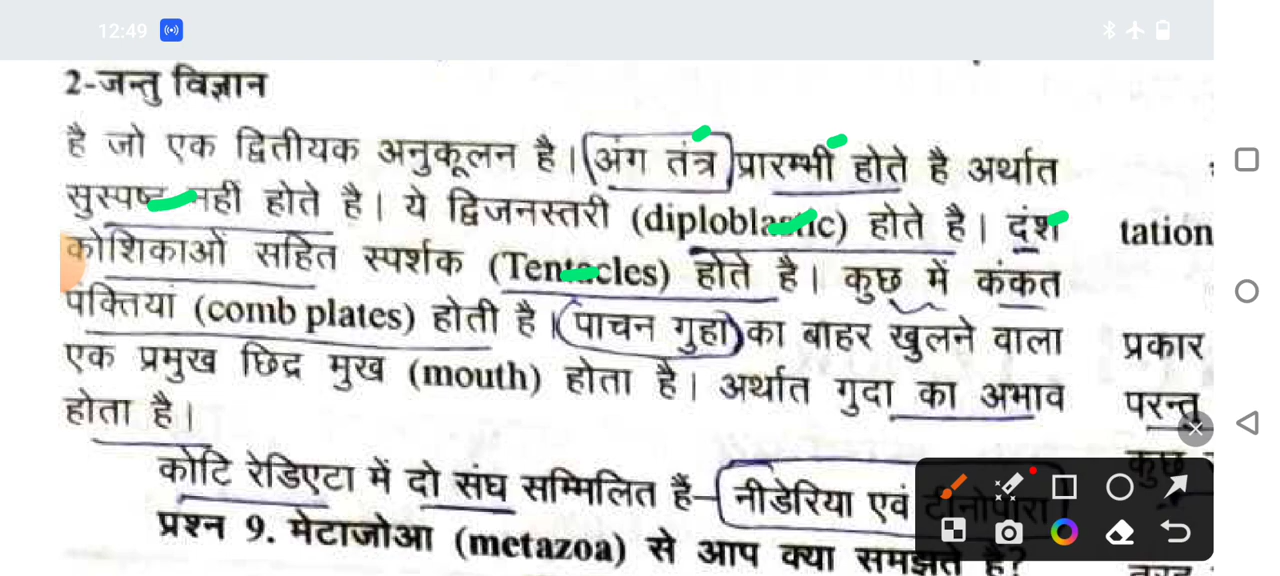 12:49
2-जन्तु विज्ञान
है जो एक द्वितीयक अनुकूलन है। अंग तंत्र प्रारम्भी होते है अर्थात
सुस्पष्ट नही होते है। ये द्विजनस्तरी (diploblastic) होते है। दंश
कोशिकाओं सहित स्पर्शक (Tentacles) होते है। कुछ में कंकत
पंक्तियां (comb plates) होती है। पाचन गुहा का बाहर खुलने वाला
एक प्रमुख छिद्र मुख (mouth) होता है। अर्थात गुदा का अभाव
होता है।
कोटि रेडिएटा में दो संघ सम्मिलित हैं– नीडेरिया एवं टीनोपोरा।
प्रश्न 9. मेटाजोआ (metazoa) से आप क्या समझते है?
tation
प्रकार
परन्तु
कुछ